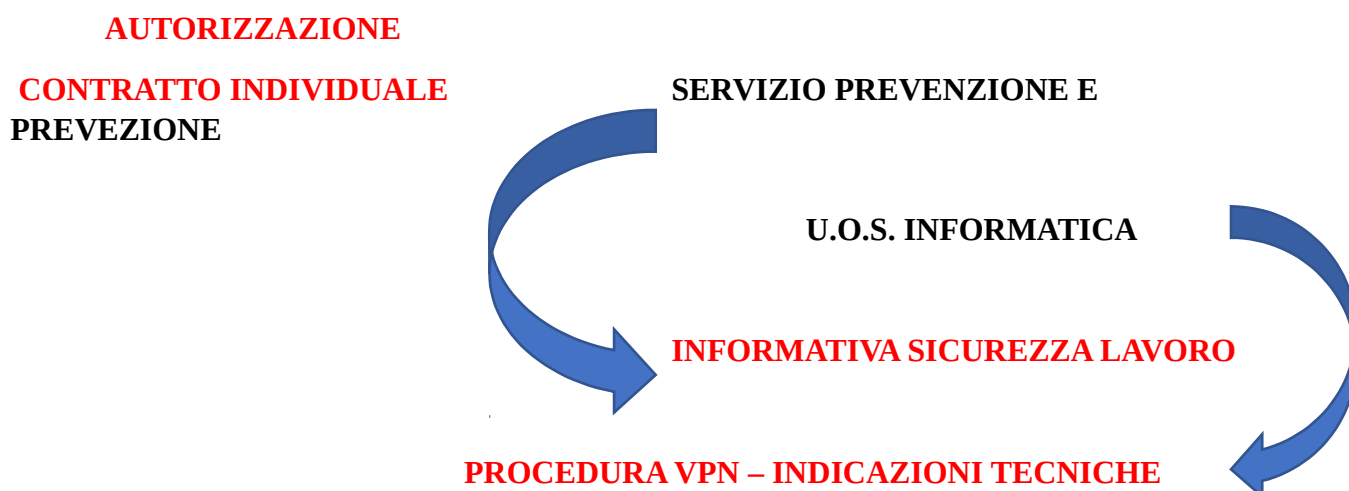 AUTORIZZAZIONE
CONTRATTO INDIVIDUALE SERVIZIO PREVENZIONE E
PREVEZIONE
U.O.S. INFORMATICA
INFORMATIVA SICUREZZA LAVORO
PROCEDURA VPN – INDICAZIONI TECNICHE